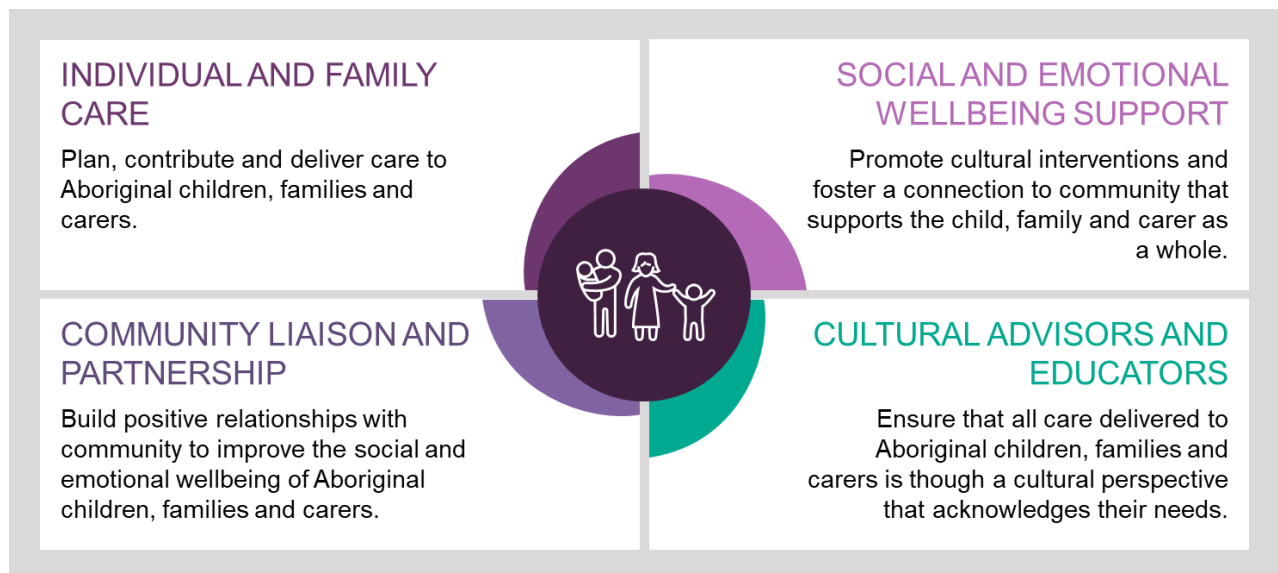 INDIVIDUAL AND FAMILY
CARE
Plan, contribute and deliver care to
Aboriginal children, families and
carers.
SOCIAL AND EMOTIONAL
WELLBEING SUPPORT
Promote cultural interventions and
foster a connection to community that
supports the child, family and carer as
a whole.
COMMUNITY LIAISON AND
PARTNERSHIP
Build positive relationships with
community to improve the social and
emotional wellbeing of Aboriginal
children, families and carers.
CULTURAL ADVISORS AND
EDUCATORS
Ensure that all care delivered to
Aboriginal children, families and
carers is though a cultural perspective
that acknowledges their needs.